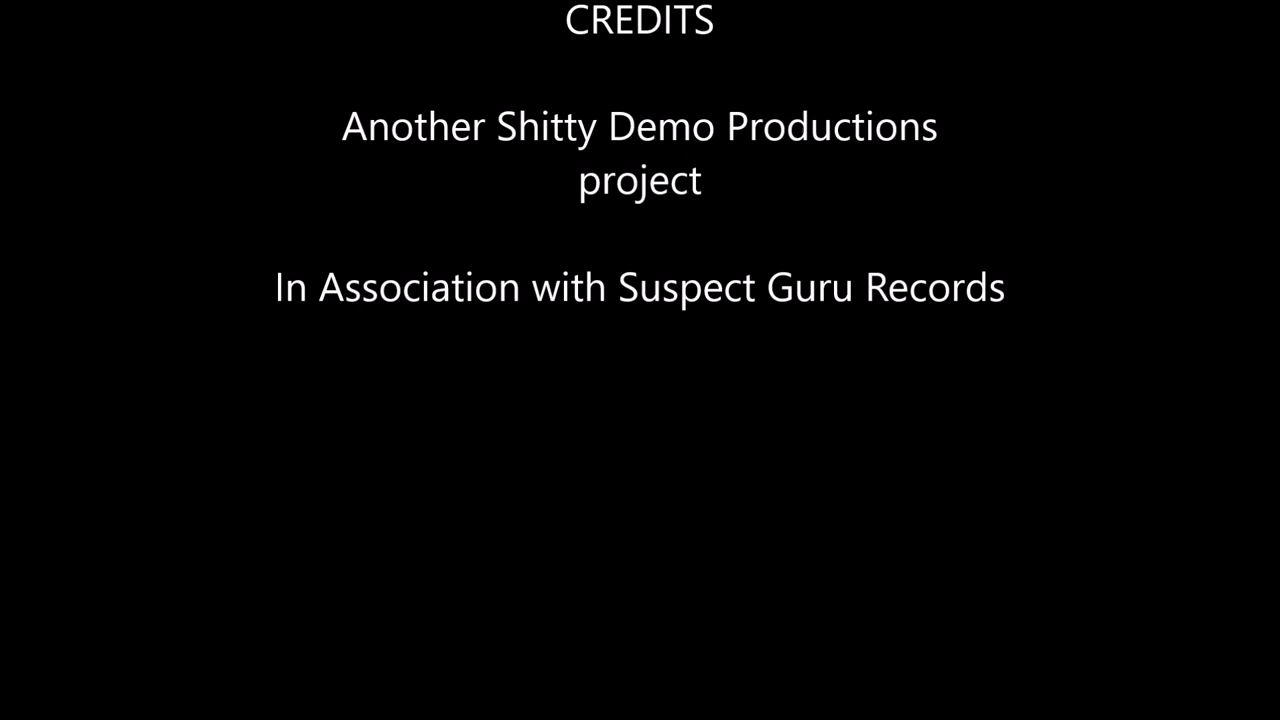 CREDITS
Another Shitty Demo Productions
project
In Association with Suspect Guru Records